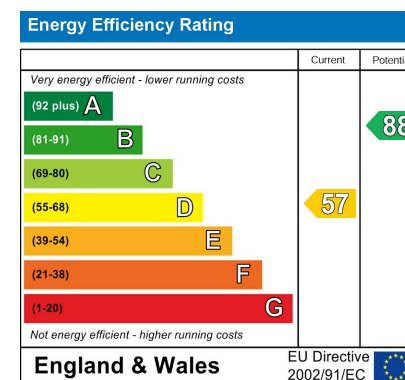 Energy Efficiency Rating
Current Potenti
Very energy efficient - lower running costs
(92 plus) A
(81-91) B
88
(69-80) C
(55-68) D
57
(39-54) E
(21-38) F
(1-20) G
Not energy efficient - higher running costs
England & Wales
EU Directive
2002/91/EC